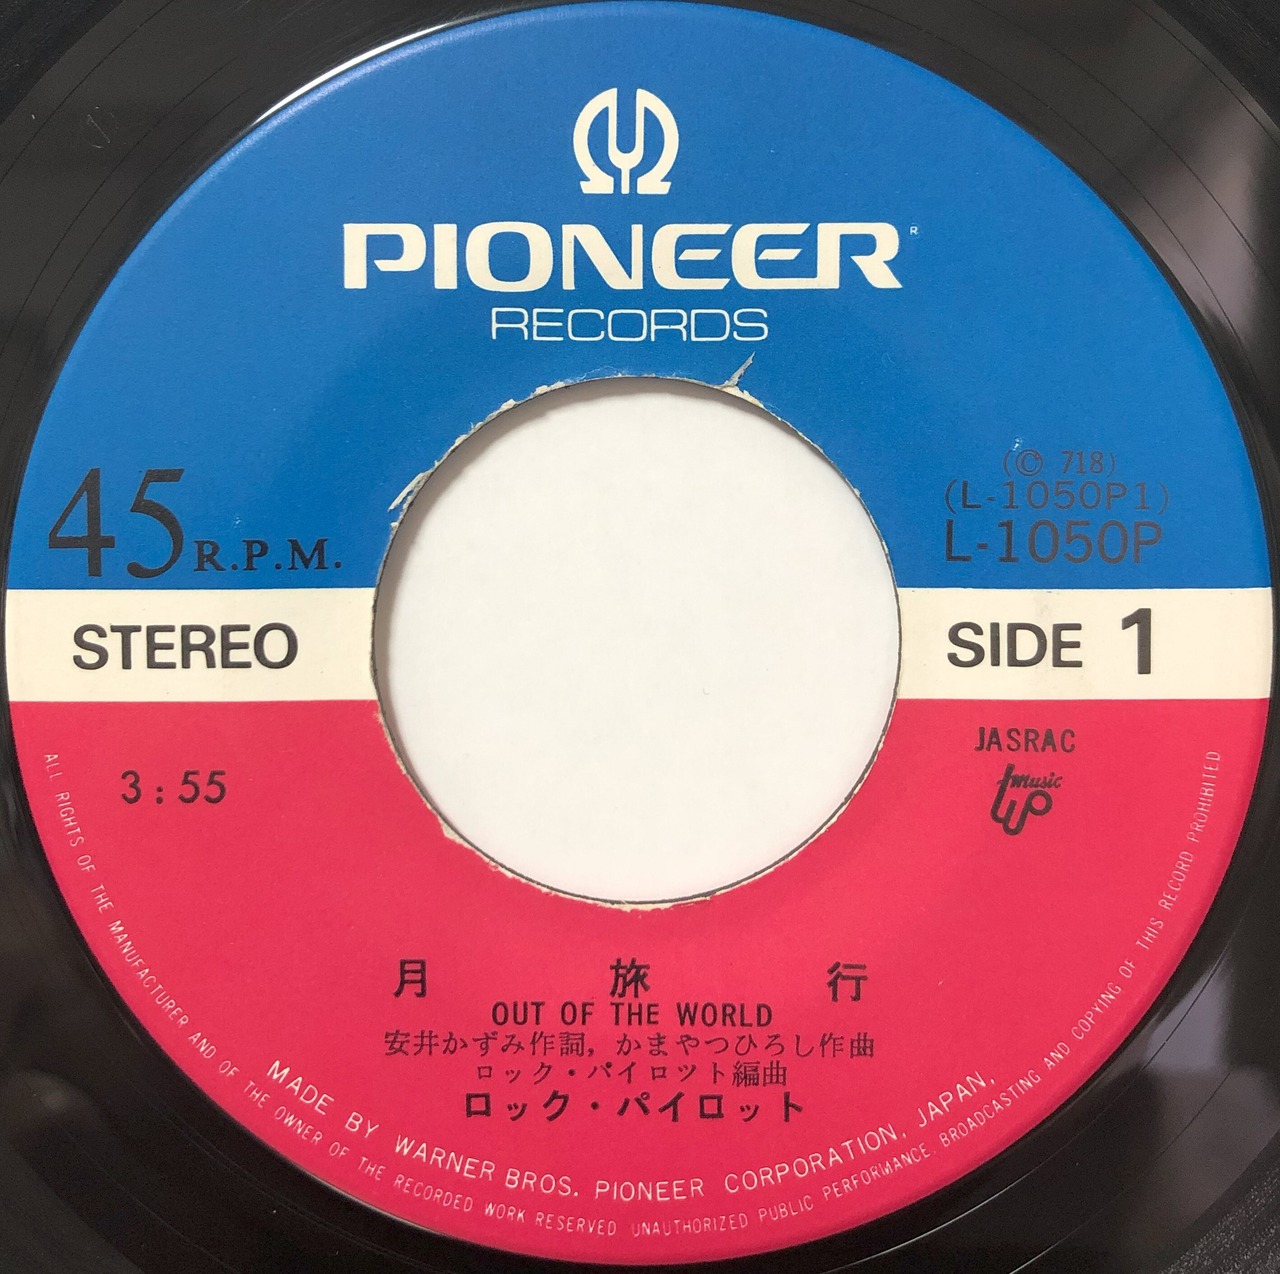 PIONEER®
RECORDS
45 R.P.M.
(© 718)
(L-1050P1)
L-1050P
STEREO
SIDE 1
3:55
JASRAC
music
月旅行
OUT OF THE WORLD
安井かずみ作詞, かまやつひろし作曲
ロック・パイロツト編曲
ロック・パイロット
MADE BY WARNER BROS. PIONEER CORPORATION, JAPAN.
ALL RIGHTS OF THE MANUFACTURER AND OF THE OWNER OF THE RECORDED WORK RESERVED UNAUTHORIZED PUBLIC PERFORMANCE. BROADCASTING AND COPYING OF THIS RECORD PROHIBITED